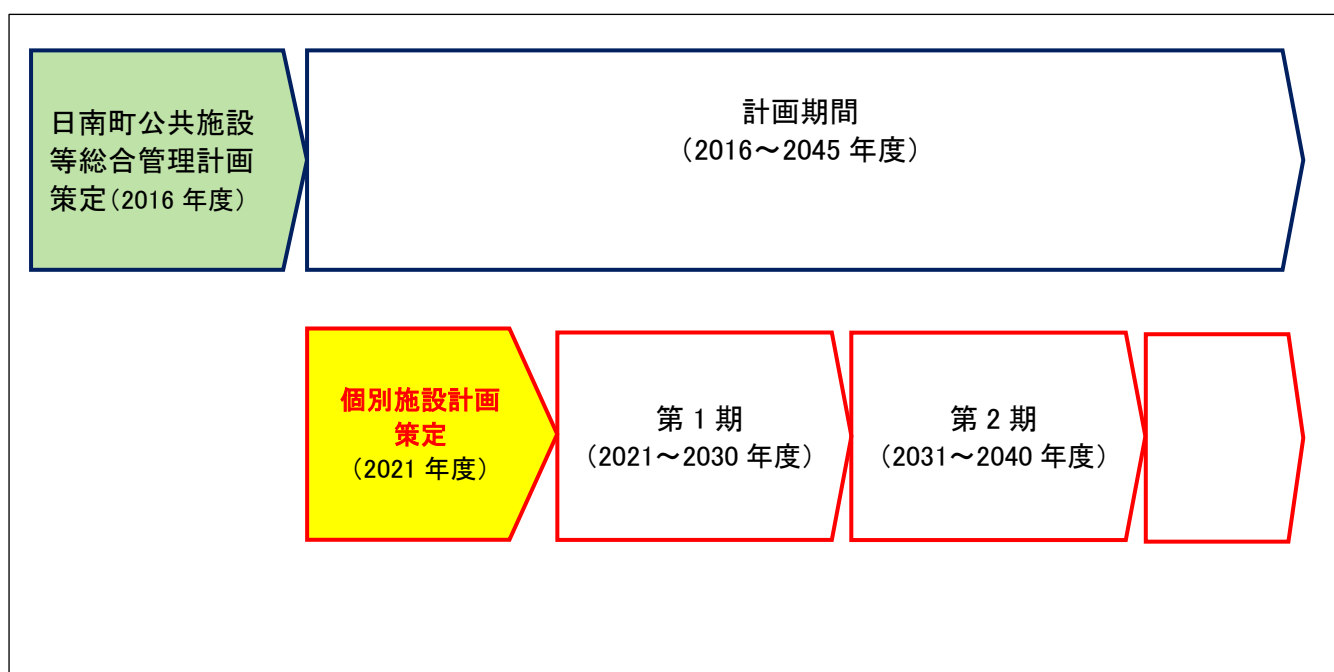 日南町公共施設
等総合管理計画
策定(2016 年度)
計画期間
(2016~2045 年度)
個別施設計画
策定
(2021 年度)
第 1 期
(2021~2030 年度)
第 2 期
(2031~2040 年度)